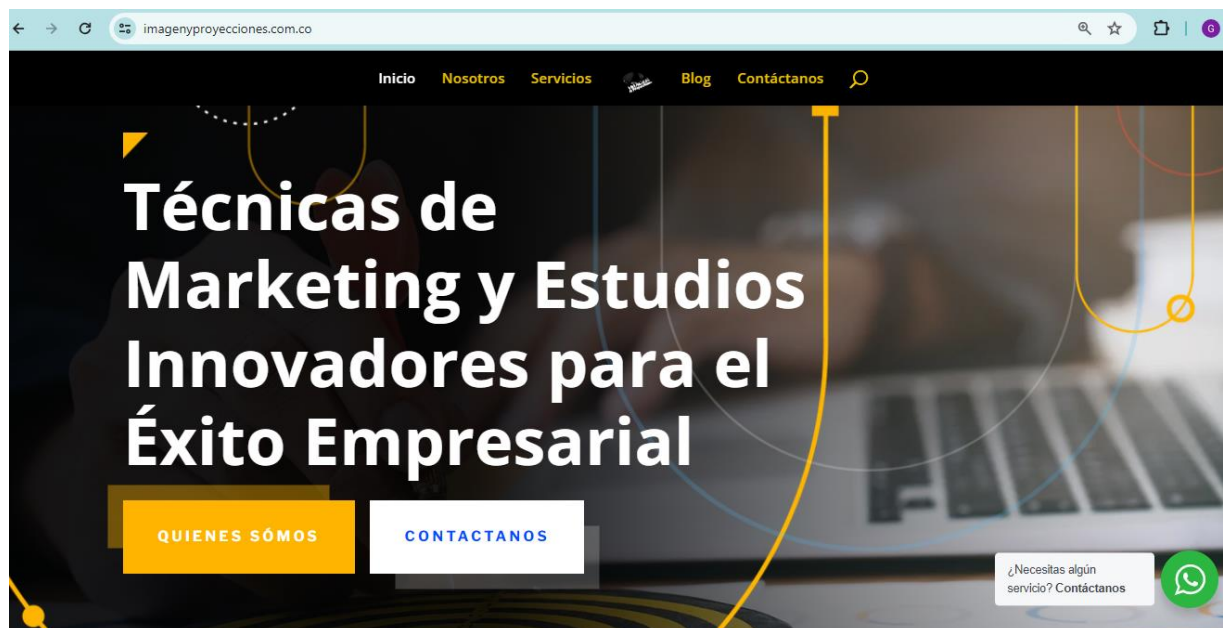 imagenyproyecciones.com.co
G
Inicio Nosotros Servicios Blog Contáctanos
Técnicas de
Marketing y Estudios
Innovadores para el
Éxito Empresarial
QUIENES SÓMOS CONTACTANOS
¿Necesitas algún
servicio? Contáctanos